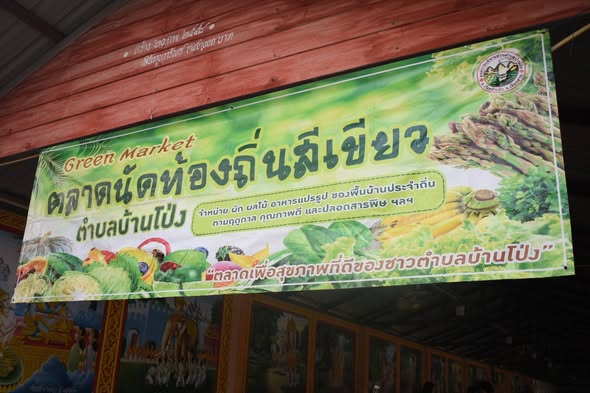 Green Market
ตลาดนัดท้องถิ่นสีเขียว
ตำบลบ้านโป่ง
จำหน่าย ผัก ผลไม้ อาหารแปรรูป ของพื้นบ้านประจำถิ่น
ตามฤดูกาล คุณภาพดี และปลอดสารพิษ ฯลฯ
"ตลาดเพื่อสุขภาพที่ดีของชาวตำบลบ้านโป่ง"